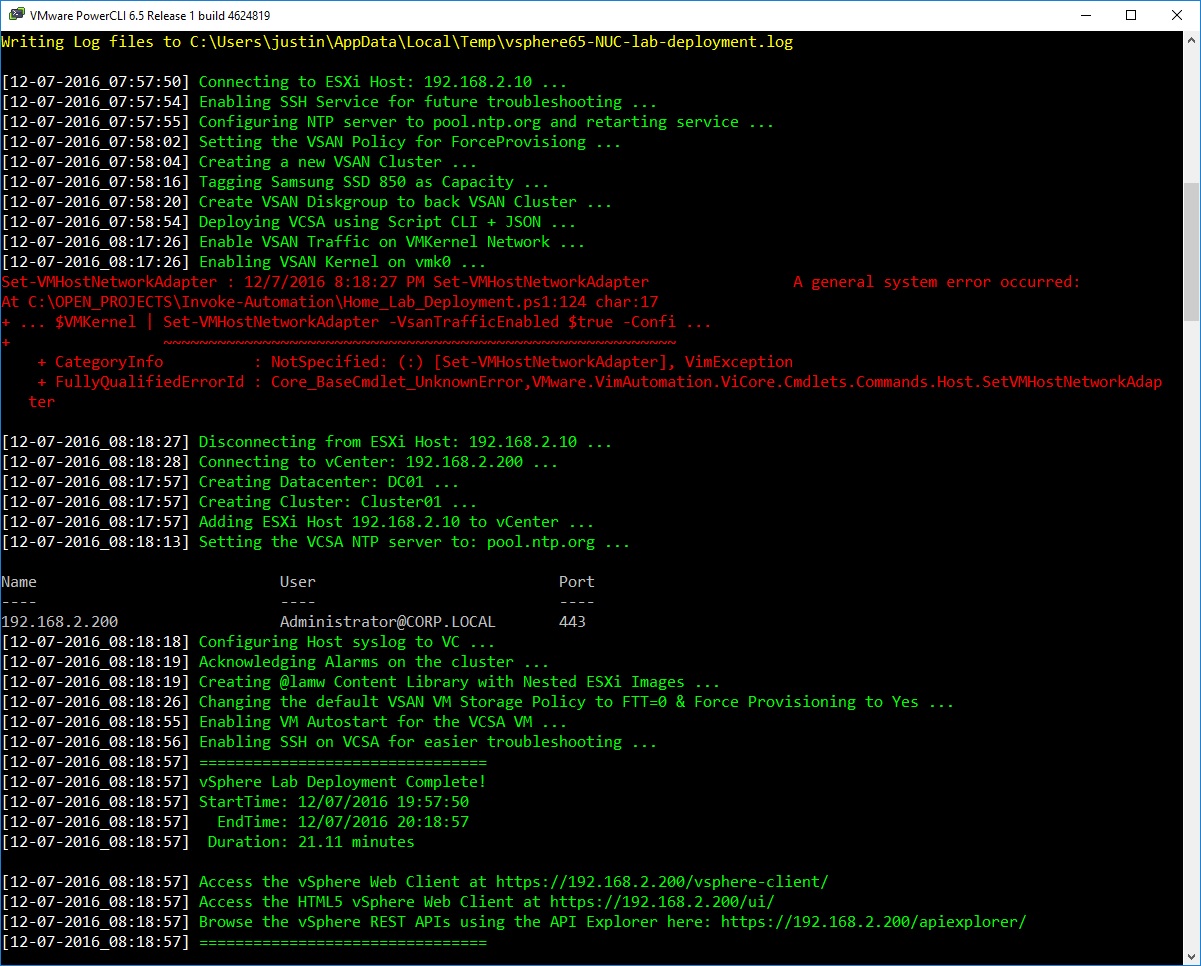 VMware PowerCLI 6.5 Release 1 build 4624819
Writing Log files to C:\Users\justin\AppData\Local\Temp\vsphere65-NUC-lab-deployment.log
[12-07-2016_07:57:50] Connecting to ESXi Host: 192.168.2.10 ...
[12-07-2016_07:57:54] Enabling SSH Service for future troubleshooting ...
[12-07-2016_07:57:55] Configuring NTP server to pool.ntp.org and retarting service ...
[12-07-2016_07:58:02] Setting the VSAN Policy for ForceProvisiong ...
[12-07-2016_07:58:04] Creating a new VSAN Cluster ...
[12-07-2016_07:58:16] Tagging Samsung SSD 850 as Capacity ...
[12-07-2016_07:58:20] Create VSAN Diskgroup to back VSAN Cluster ...
[12-07-2016_07:58:54] Deploying VCSA using Script CLI + JSON ...
[12-07-2016_08:17:26] Enable VSAN Traffic on VMKernel Network ...
[12-07-2016_08:17:26] Enabling VSAN Kernel on vmk0 ...
Set-VMHostNetworkAdapter : 12/7/2016 8:18:27 PM Set-VMHostNetworkAdapter                A general system error occurred:
At C:\OPEN_PROJECTS\Invoke-Automation\Home_Lab_Deployment.ps1:124 char:17
+ ... $VMKernel | Set-VMHostNetworkAdapter -VsanTrafficEnabled $true -Confi ...
+                 ~~~~~~~~~~~~~~~~~~~~~~~~~~~~~~~~~~~~~~~~~~~~~~~~~~~~~~~~~
    + CategoryInfo          : NotSpecified: (:) [Set-VMHostNetworkAdapter], VimException
    + FullyQualifiedErrorId : Core_BaseCmdlet_UnknownError,VMware.VimAutomation.ViCore.Cmdlets.Commands.Host.SetVMHostNetworkAdap
   ter
[12-07-2016_08:18:27] Disconnecting from ESXi Host: 192.168.2.10 ...
[12-07-2016_08:18:28] Connecting to vCenter: 192.168.2.200 ...
[12-07-2016_08:17:57] Creating Datacenter: DC01 ...
[12-07-2016_08:17:57] Creating Cluster: Cluster01 ...
[12-07-2016_08:17:57] Adding ESXi Host 192.168.2.10 to vCenter ...
[12-07-2016_08:18:13] Setting the VCSA NTP server to: pool.ntp.org ...
Name                           User                           Port
----                           ----                           ----
192.168.2.200                  Administrator@CORP.LOCAL       443
[12-07-2016_08:18:18] Configuring Host syslog to VC ...
[12-07-2016_08:18:19] Acknowledging Alarms on the cluster ...
[12-07-2016_08:18:19] Creating @lamw Content Library with Nested ESXi Images ...
[12-07-2016_08:18:26] Changing the default VSAN VM Storage Policy to FTT=0 & Force Provisioning to Yes ...
[12-07-2016_08:18:55] Enabling VM Autostart for the VCSA VM ...
[12-07-2016_08:18:56] Enabling SSH on VCSA for easier troubleshooting ...
[12-07-2016_08:18:57] ================================
[12-07-2016_08:18:57] vSphere Lab Deployment Complete!
[12-07-2016_08:18:57] StartTime: 12/07/2016 19:57:50
[12-07-2016_08:18:57]   EndTime: 12/07/2016 20:18:57
[12-07-2016_08:18:57]  Duration: 21.11 minutes
[12-07-2016_08:18:57] Access the vSphere Web Client at https://192.168.2.200/vsphere-client/
[12-07-2016_08:18:57] Access the HTML5 vSphere Web Client at https://192.168.2.200/ui/
[12-07-2016_08:18:57] Browse the vSphere REST APIs using the API Explorer here: https://192.168.2.200/apiexplorer/
[12-07-2016_08:18:57] ================================